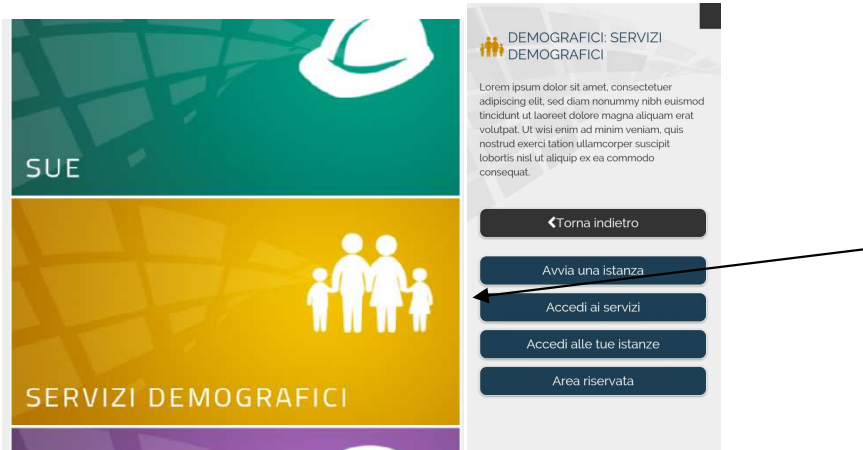 SUE
SERVIZI DEMOGRAFICI
DEMOGRAFICI: SERVIZI
DEMOGRAFICI
Lorem ipsum dolor sit amet, consectetuer
adipiscing elit, sed diam nonummy nibh euismod
tincidunt ut laoreet dolore magna aliquam erat
volutpat. Ut wisi enim ad minim veniam, quis
nostrud exerci tation ullamcorper suscipit
lobortis nisl ut aliquip ex ea commodo
consequat.
Torna indietro
Avvia una istanza
Accedi ai servizi
Accedi alle tue istanze
Area riservata